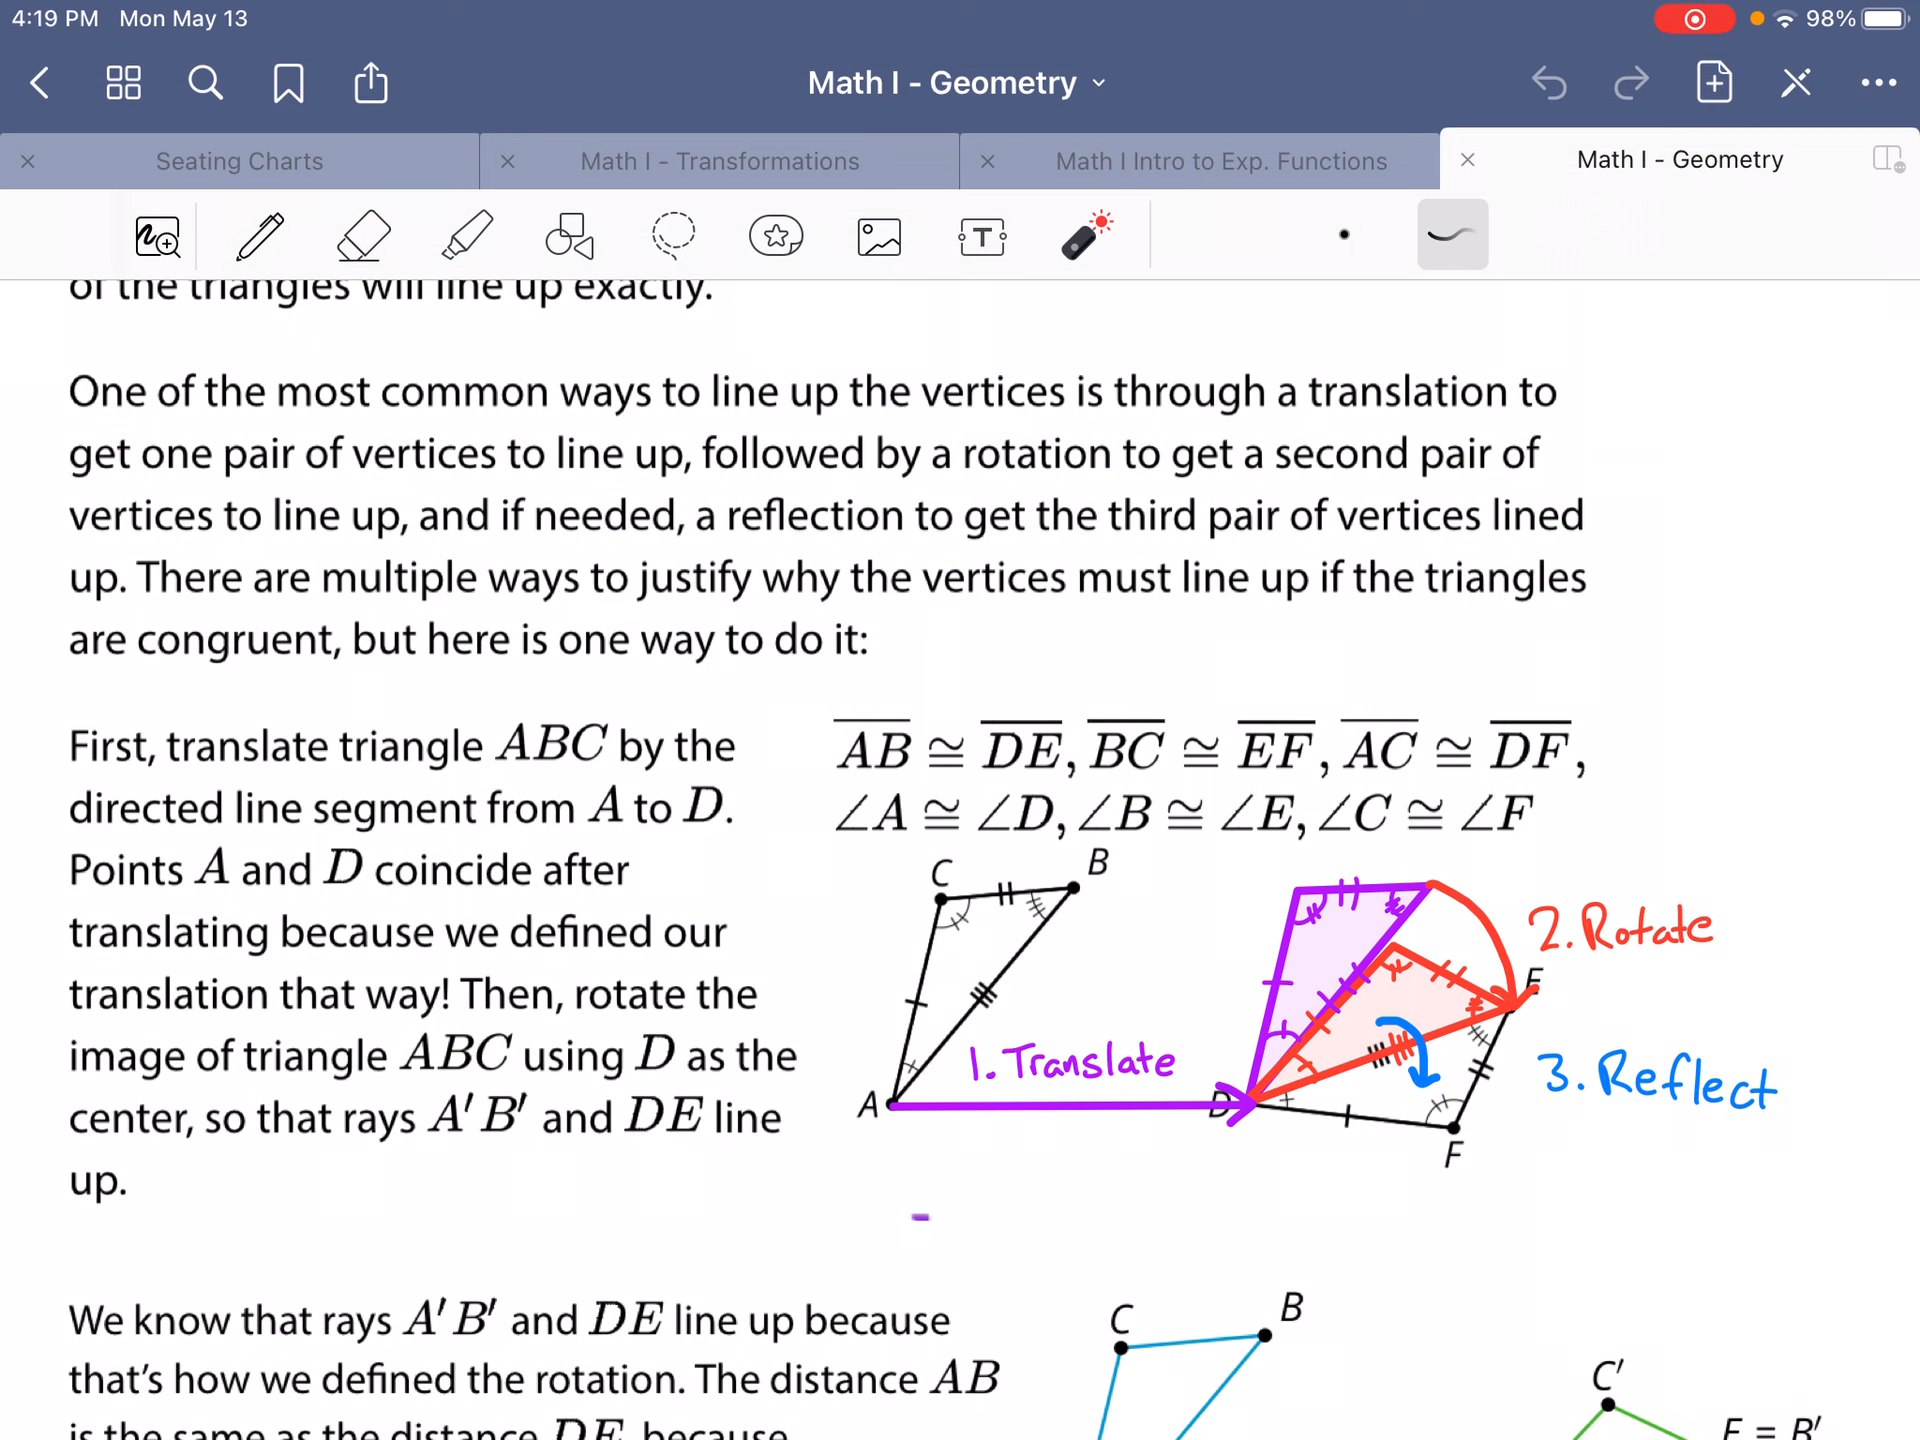 4:19 PM Mon May 13
98%
Math I - Geometry
Seating Charts
Math I - Transformations
Math I Intro to Exp. Functions
Math I - Geometry
T
of the triangles will line up exactly.
One of the most common ways to line up the vertices is through a translation to
get one pair of vertices to line up, followed by a rotation to get a second pair of
vertices to line up, and if needed, a reflection to get the third pair of vertices lined
up. There are multiple ways to justify why the vertices must line up if the triangles
are congruent, but here is one way to do it:
First, translate triangle ABC by the
directed line segment from A to D.
Points A and D coincide after
translating because we defined our
translation that way! Then, rotate the
image of triangle ABC using D as the
center, so that rays A′B′ and DE line
up.
A̅B̅ ≅ D̅E̅, B̅C̅ ≅ E̅F̅, A̅C̅ ≅ D̅F̅,
∠A ≅ ∠D, ∠B ≅ ∠E, ∠C ≅ ∠F
C
B
2. Rotate
E
1. Translate
3. Reflect
A
D
F
We know that rays A′B′ and DE line up because
that’s how we defined the rotation. The distance AB
is the same as the distance DE, because
C
B
C′
E = B′